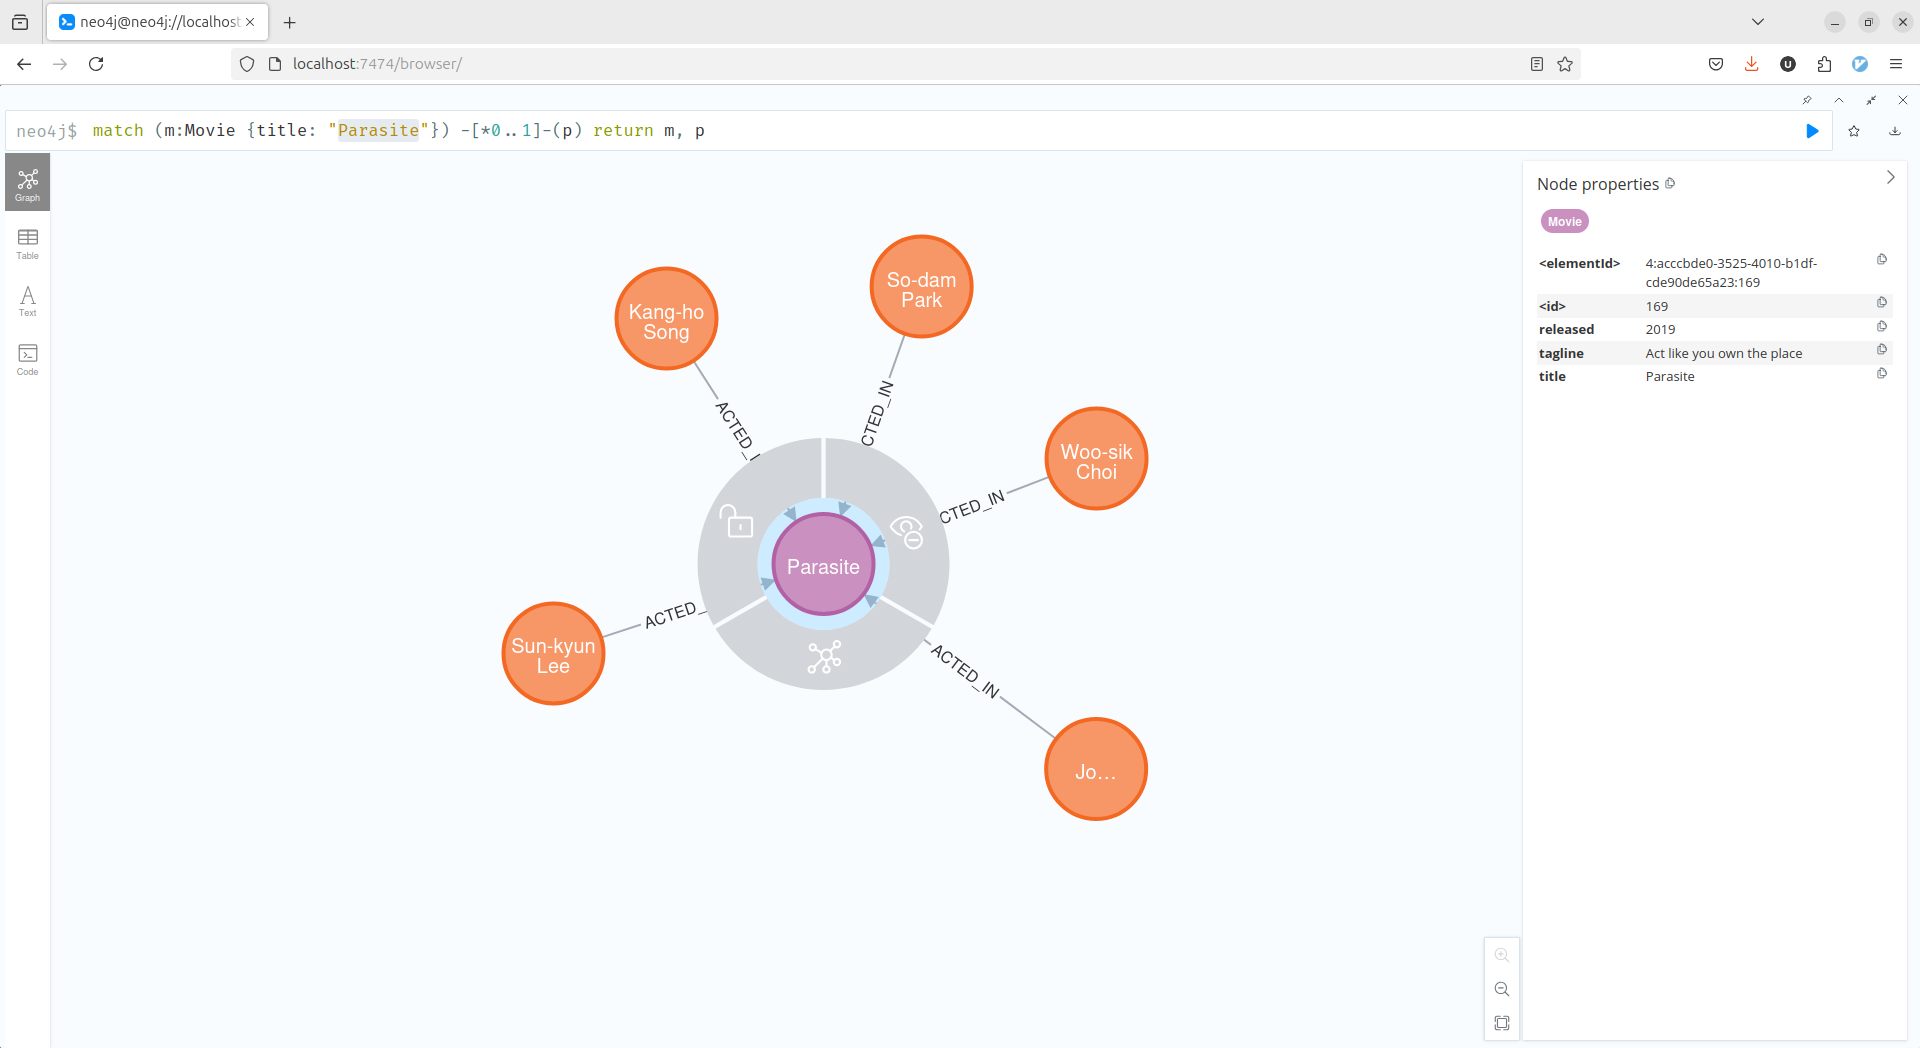 neo4j@neo4j://localhost
localhost:7474/browser/
neo4j$ match (m:Movie {title: "Parasite"}) -[*0..1]-(p) return m, p
Graph
Table
Text
Code
So-dam
Park
Kang-ho
Song
Woo-sik
Choi
Parasite
Sun-kyun
Lee
Jo...
ACTED_I
CTED_IN
CTED_IN
ACTED_
ACTED_IN
Node properties
Movie
<elementId> 4:acccbde0-3525-4010-b1df-
cde90de65a23:169
<id> 169
released 2019
tagline Act like you own the place
title Parasite